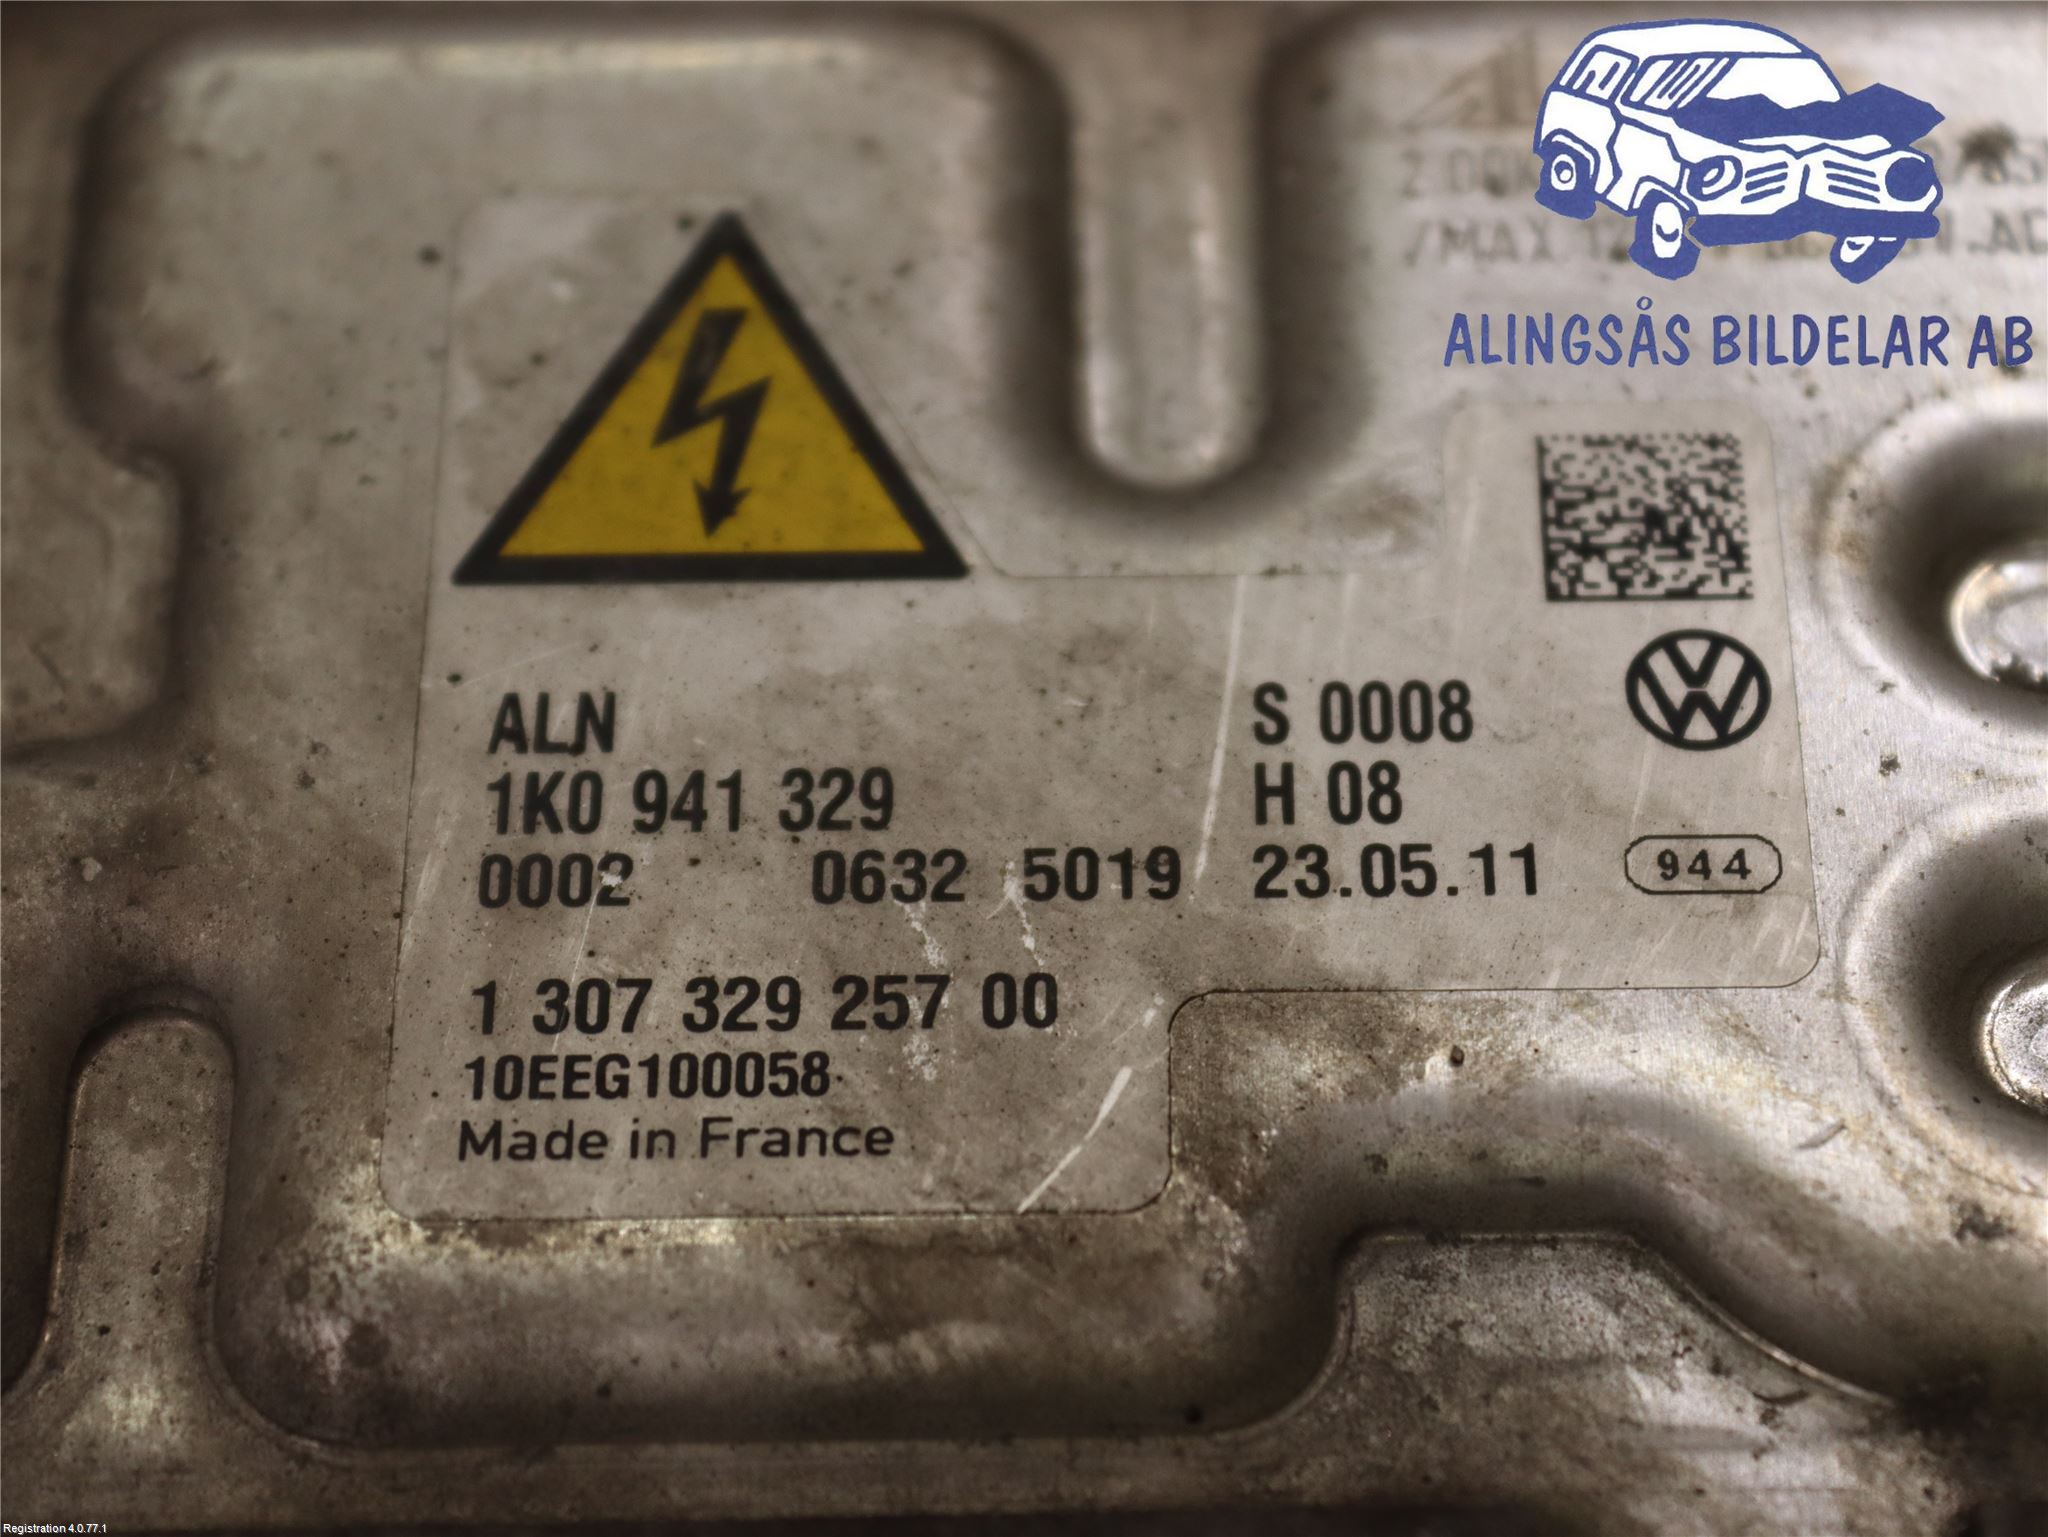 ALINGSÅS BILDELAR AB
/MAX
ALN
S 0008
1K0 941 329
H 08
0002 0632 5019 23.05.11
944
1 307 329 257 00
10EEG100058
Made in France
Registration 4.0.77.1